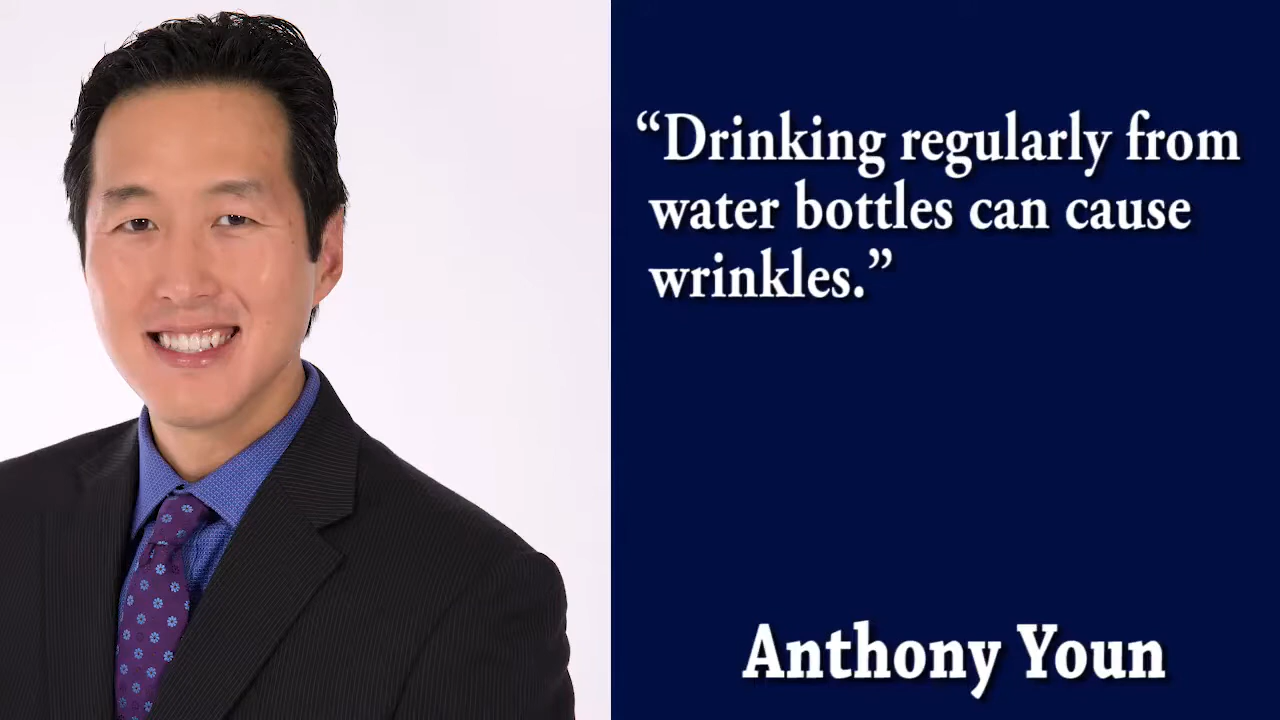 “Drinking regularly from
water bottles can cause
wrinkles.”
Anthony Youn